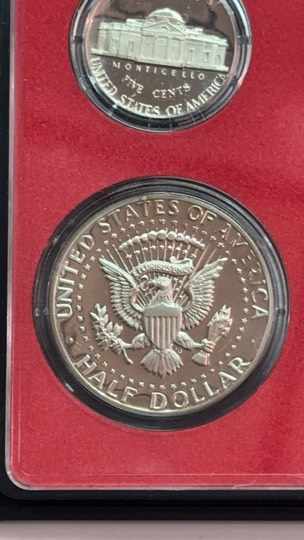 MONTICELLO
FIVE CENTS
UNITED STATES OF AMERICA
UNITED STATES OF AMERICA
HALF DOLLAR